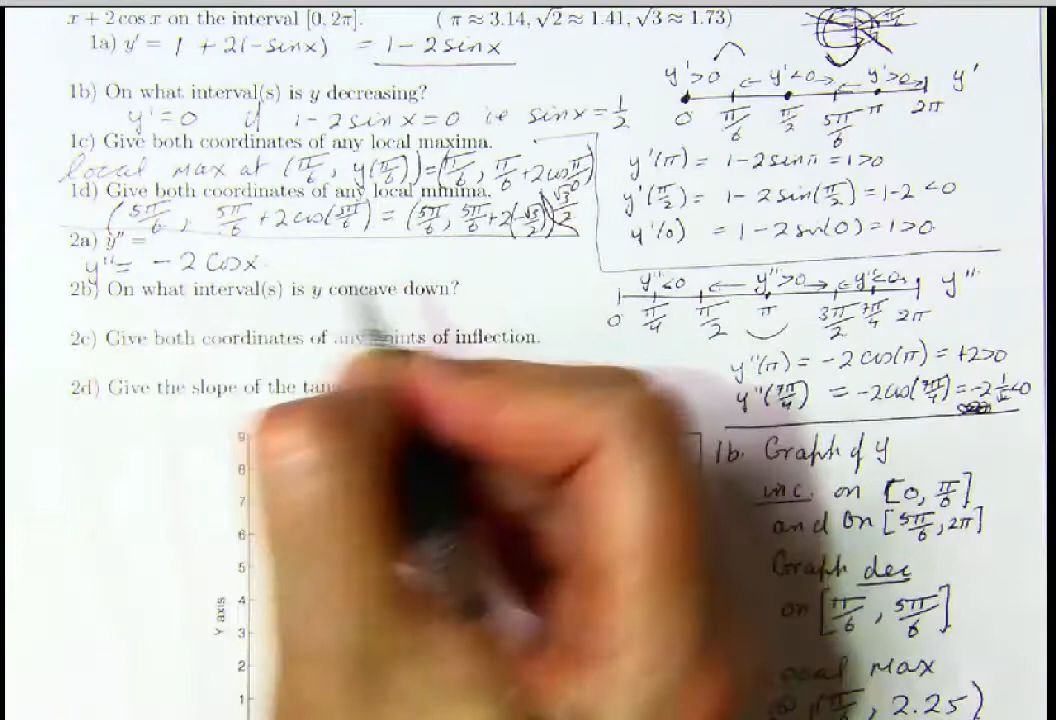 x + 2 cos x on the interval [0, 2π]. ( π ≈ 3.14, √2 ≈ 1.41, √3 ≈ 1.73)
1a) y' = 1 + 2(-sinx) = 1 - 2 sinx
y'>0 y'<0 y'>0 y'
0 π/6 π/2 5π/6 π 2π
1b) On what interval(s) is y decreasing?
y' = 0 if 1 - 2 sin x = 0 ie sinx = 1/2
1c) Give both coordinates of any local maxima.
local max at (π/6, y(π/6)) = (π/6, π/6 + 2cos π/6)
1d) Give both coordinates of any local minima.
(5π/6, 5π/6 + 2 cos(5π/6) = (5π/6, 5π/6 + 2(-√3/2)
y'(π) = 1 - 2 sin π = 1 > 0
y'(π/2) = 1 - 2 sin(π/2) = 1 - 2 < 0
y'(0) = 1 - 2 sin(0) = 1 > 0
2a) y'' =
y'' = - 2 cosx
2b) On what interval(s) is y concave down?
y''<0 y''>0 y''<0 y''
0 π/4 π/2 π 3π/2 7π/4 2π
2c) Give both coordinates of any points of inflection.
y''(π) = -2 cos(π) = +2>0
y''(7π/4) = -2cos(7π/4) = -2 <0
2d) Give the slope of the
9
8
7
6
5
4
3
2
1
Y axis
1b. Graph of y
inc. on [0, π/6]
and on [5π/6, 2π]
Graph dec
on [π/6, 5π/6]
max
, 2.25)